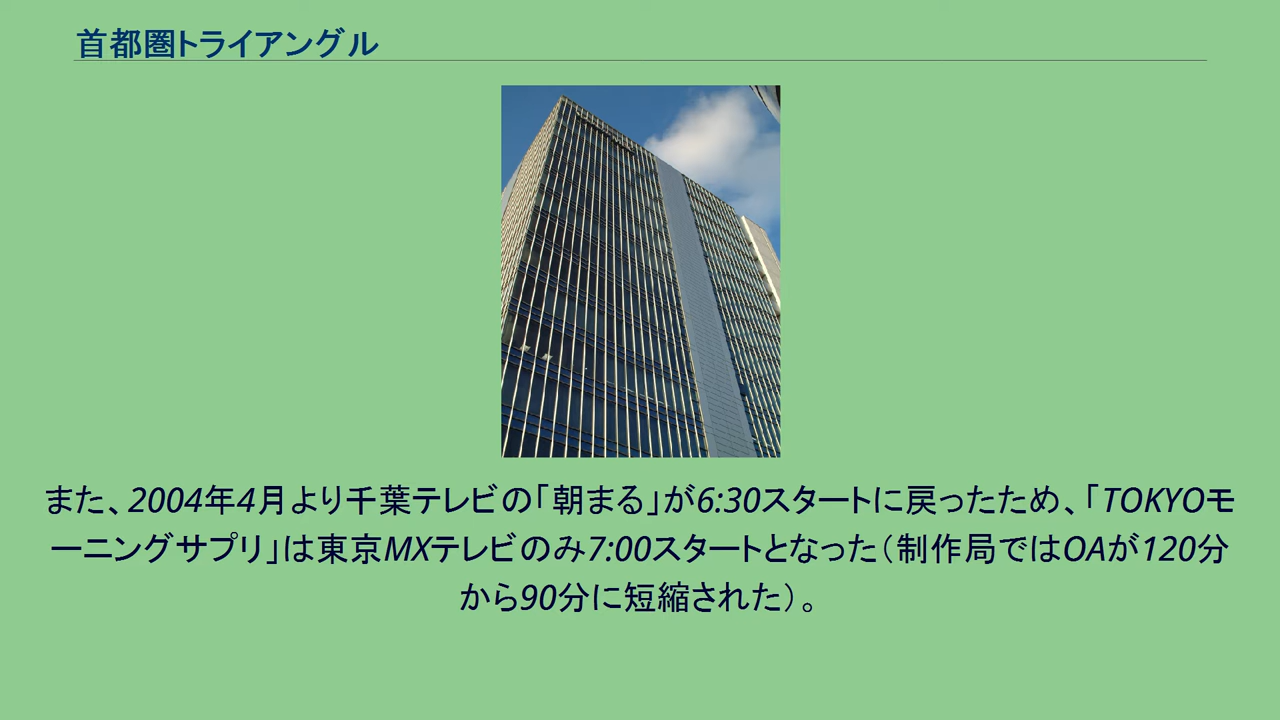 首都圏トライアングル
また、2004年4月より千葉テレビの「朝まる」が6:30スタートに戻ったため、「TOKYOモ
ーニングサプリ」は東京MXテレビのみ7:00スタートとなった（制作局ではOAが120分
から90分に短縮された）。